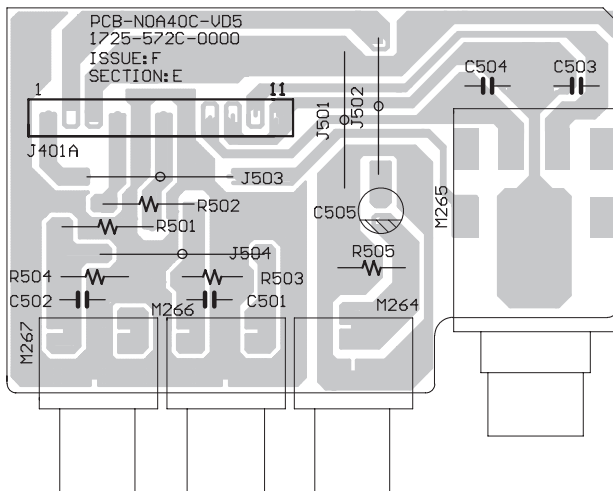 PCB-N0A40C-VD5
1725-572C-0000
ISSUE:F
SECTION:E
1
11
J401A
J501
J502
C504
C503
J503
R502
C505
M265
R501
J504
R505
R504
R503
C502
M266
C501
M264
M267